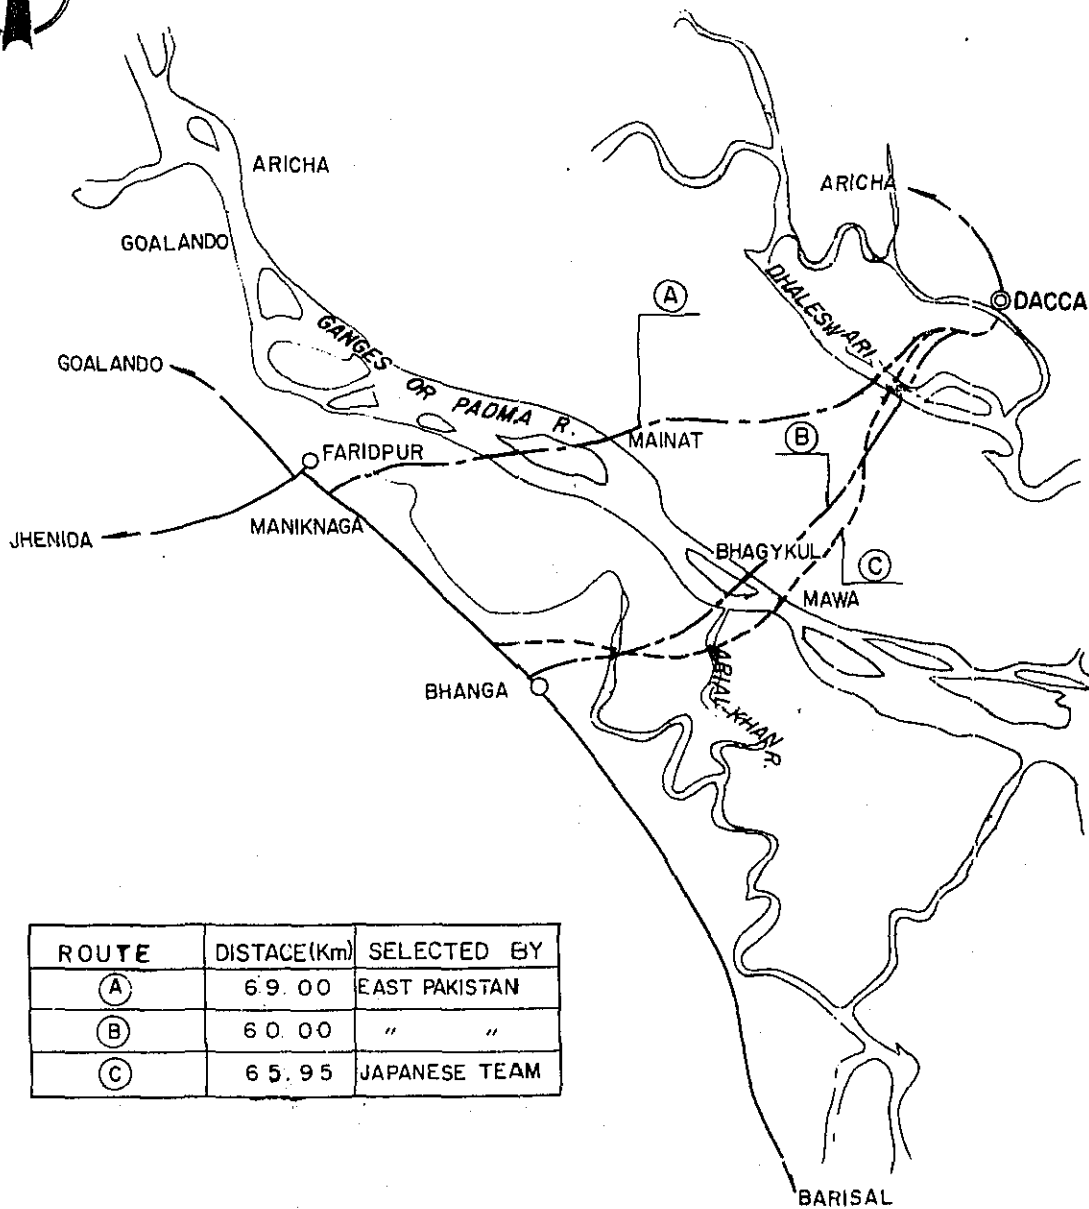 ARICHA
ARICHA
GOALANDO
DHALESWARI
DACCA
A
GANGES OR PADMA R.
GOALANDO
MAINAT
B
FARIDPUR
MANIKNAGA
JHENIDA
BHAGYKUL
C
MAWA
BHANGA
ARIAL KHAN R.
ROUTE DISTACE(Km) SELECTED BY
A 69.00 EAST PAKISTAN
B 60.00 " "
C 65.95 JAPANESE TEAM
BARISAL